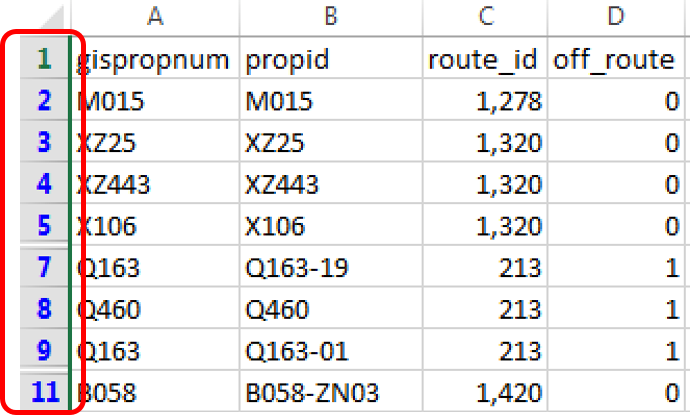 A B C D
1 gispropnum propid route_id off_route
2 M015 M015 1,278 0
3 XZ25 XZ25 1,320 0
4 XZ443 XZ443 1,320 0
5 X106 X106 1,320 0
7 Q163 Q163-19 213 1
8 Q460 Q460 213 1
9 Q163 Q163-01 213 1
11 B058 B058-ZN03 1,420 0